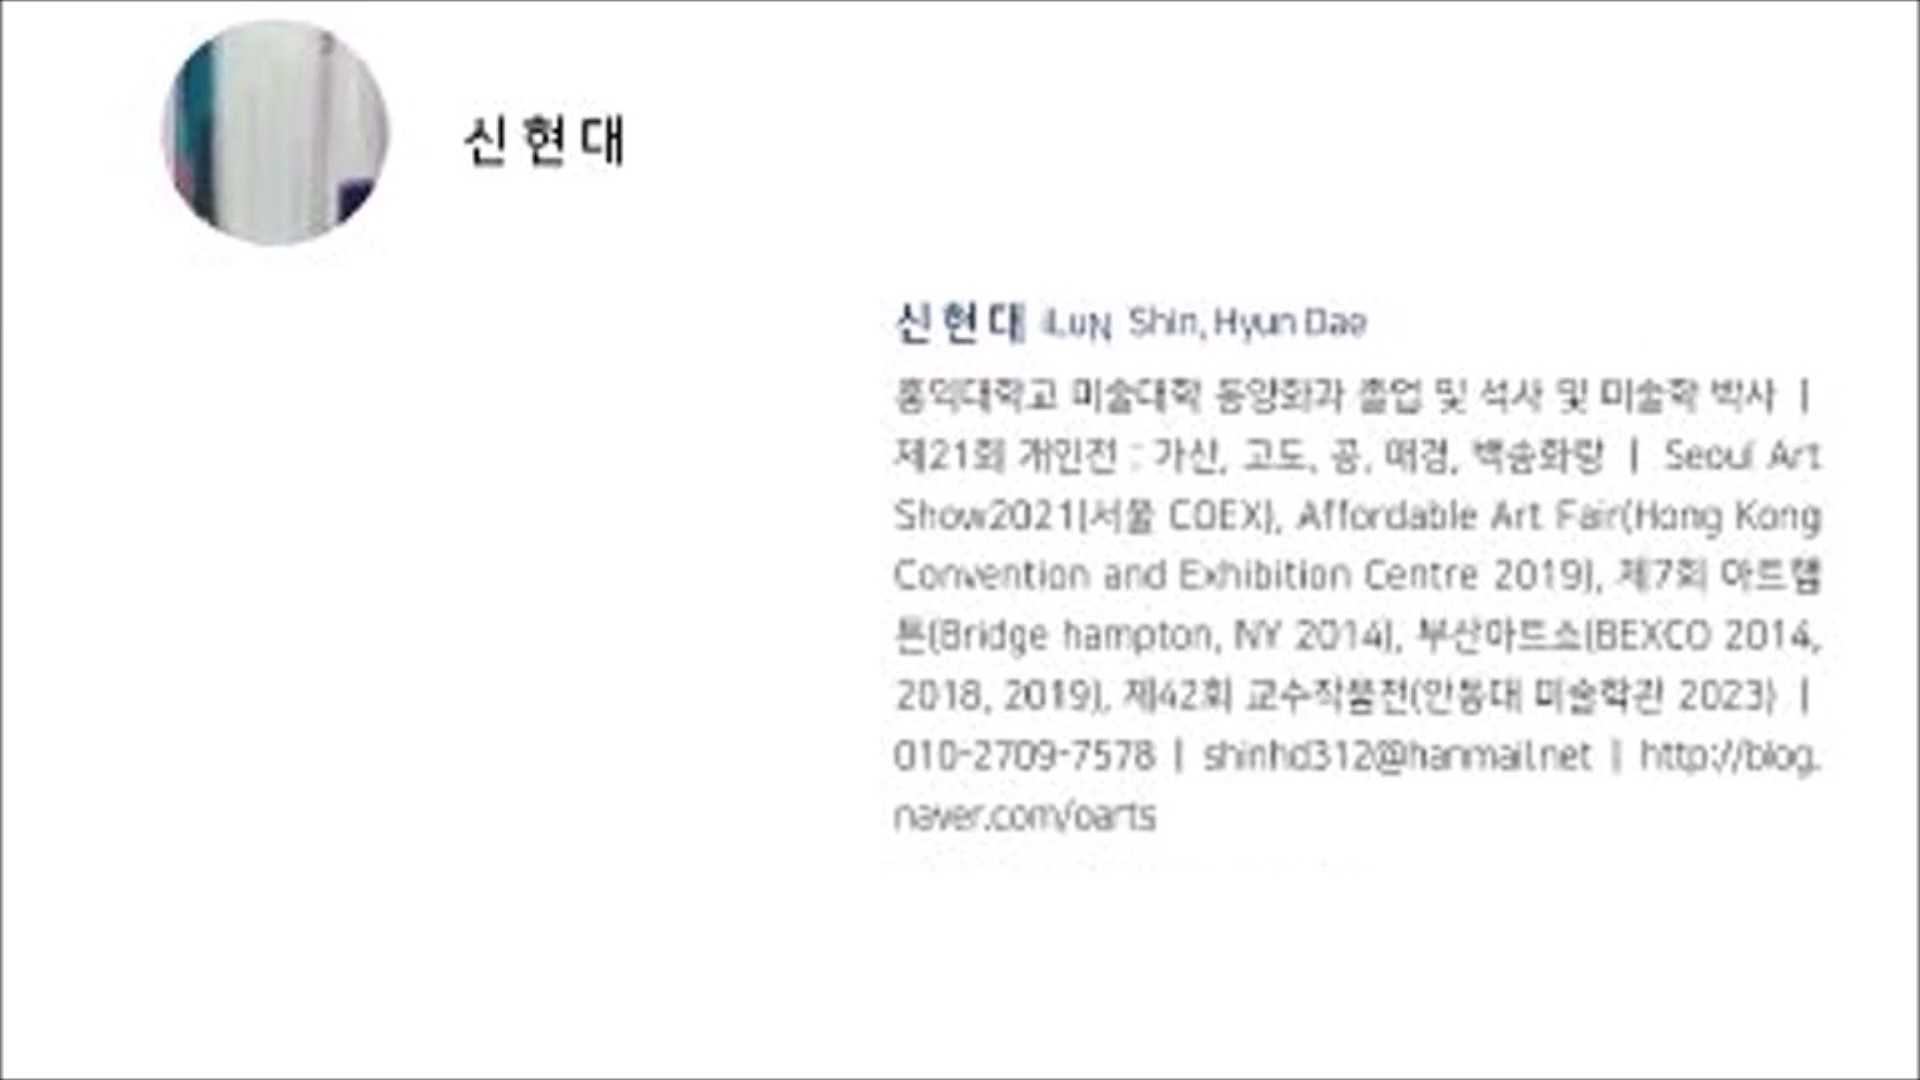 신현대
신현대 iLuN Shin, Hyun Dae
홍익대학교 미술대학 동양화과 졸업 및 석사 및 미술학 박사 |
제21회 개인전 : 가산, 고도, 공, 매경, 백송화랑 | Seoul Art
Show2021(서울 COEX), Affordable Art Fair(Hong Kong
Convention and Exhibition Centre 2019), 제7회 아트햄
튼(Bridge hampton, NY 2014), 부산아트쇼(BEXCO 2014,
2018, 2019), 제42회 교수작품전(안동대 미술학관 2023) |
010-2709-7578 | shinhd312@hanmail.net | http://blog.
naver.com/oarts